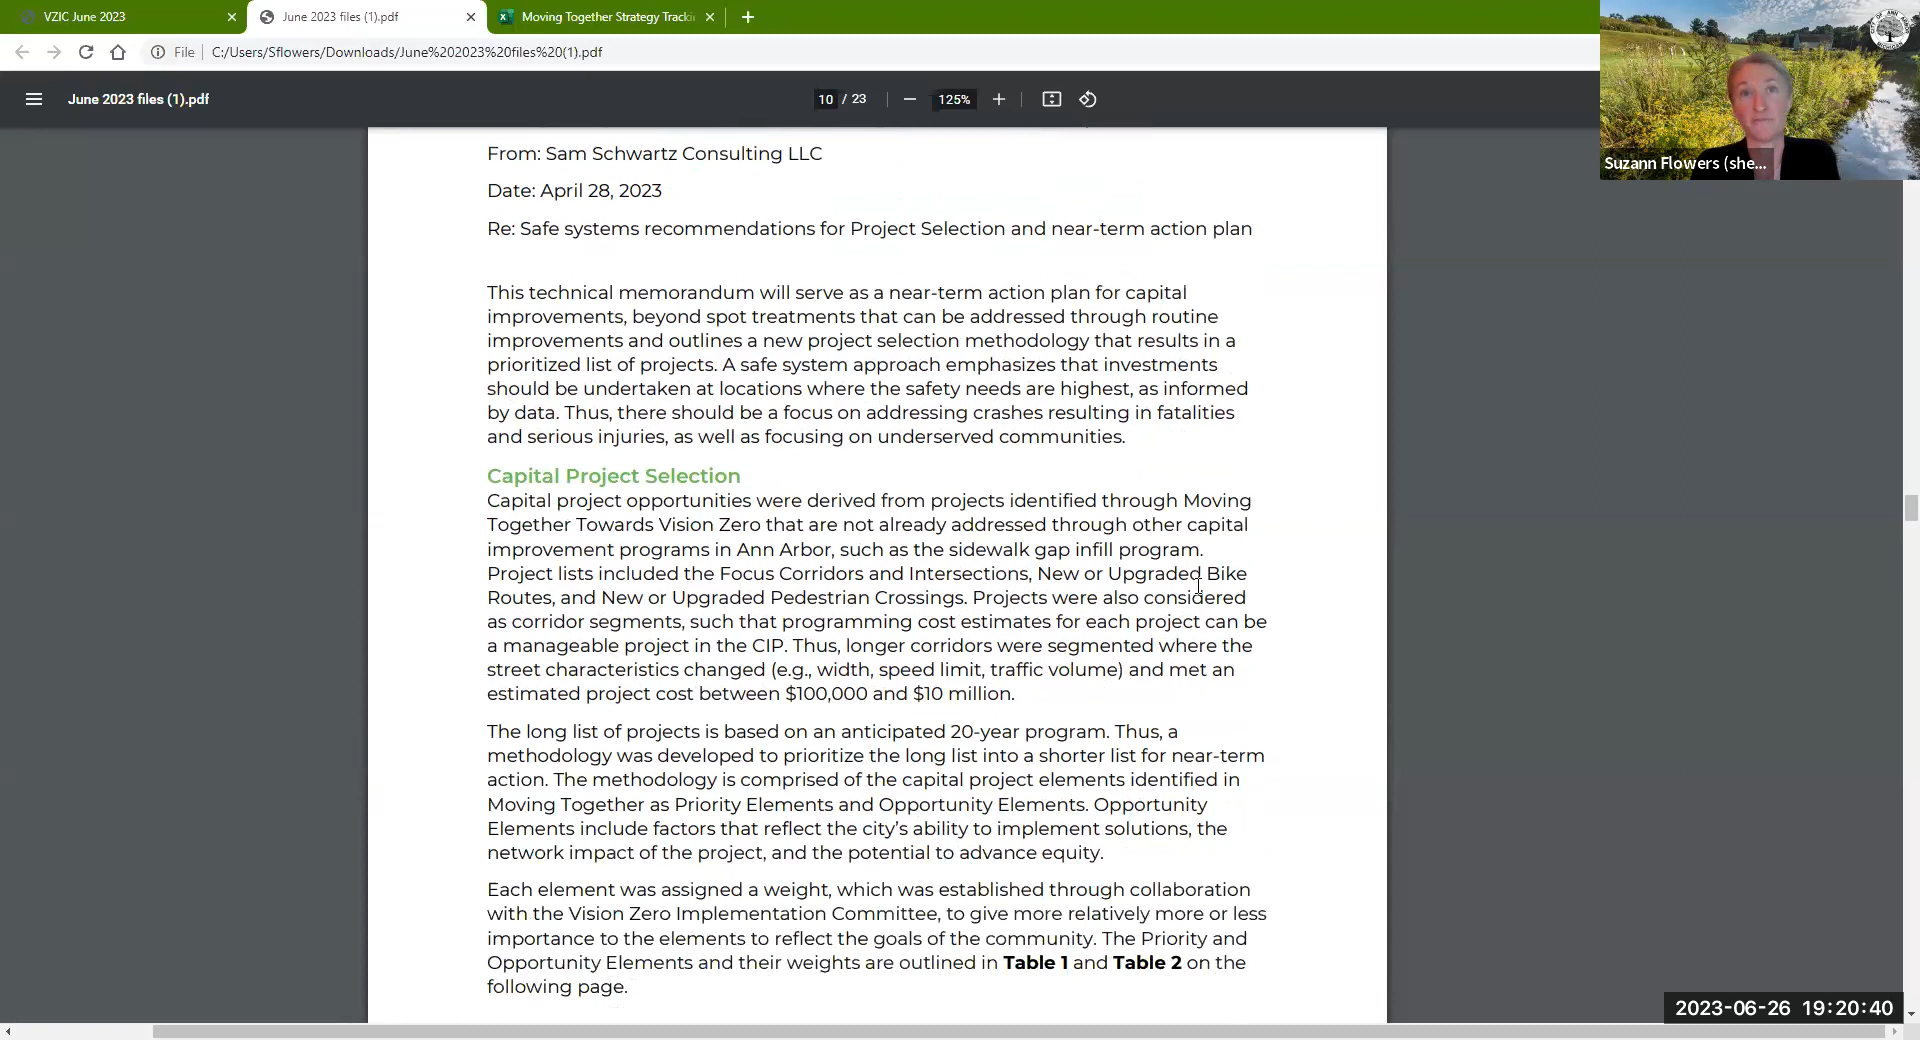 VZIC June 2023
June 2023 files (1).pdf
Moving Together Strategy Tracki
File
C:/Users/Sflowers/Downloads/June%202023%20files%20(1).pdf
June 2023 files (1).pdf
10 / 23
125%
Suzann Flowers (she...
From: Sam Schwartz Consulting LLC
Date: April 28, 2023
Re: Safe systems recommendations for Project Selection and near-term action plan
This technical memorandum will serve as a near-term action plan for capital
improvements, beyond spot treatments that can be addressed through routine
improvements and outlines a new project selection methodology that results in a
prioritized list of projects. A safe system approach emphasizes that investments
should be undertaken at locations where the safety needs are highest, as informed
by data. Thus, there should be a focus on addressing crashes resulting in fatalities
and serious injuries, as well as focusing on underserved communities.
Capital Project Selection
Capital project opportunities were derived from projects identified through Moving
Together Towards Vision Zero that are not already addressed through other capital
improvement programs in Ann Arbor, such as the sidewalk gap infill program.
Project lists included the Focus Corridors and Intersections, New or Upgraded Bike
Routes, and New or Upgraded Pedestrian Crossings. Projects were also considered
as corridor segments, such that programming cost estimates for each project can be
a manageable project in the CIP. Thus, longer corridors were segmented where the
street characteristics changed (e.g., width, speed limit, traffic volume) and met an
estimated project cost between $100,000 and $10 million.
The long list of projects is based on an anticipated 20-year program. Thus, a
methodology was developed to prioritize the long list into a shorter list for near-term
action. The methodology is comprised of the capital project elements identified in
Moving Together as Priority Elements and Opportunity Elements. Opportunity
Elements include factors that reflect the city's ability to implement solutions, the
network impact of the project, and the potential to advance equity.
Each element was assigned a weight, which was established through collaboration
with the Vision Zero Implementation Committee, to give more relatively more or less
importance to the elements to reflect the goals of the community. The Priority and
Opportunity Elements and their weights are outlined in Table 1 and Table 2 on the
following page.
2023-06-26 19:20:40